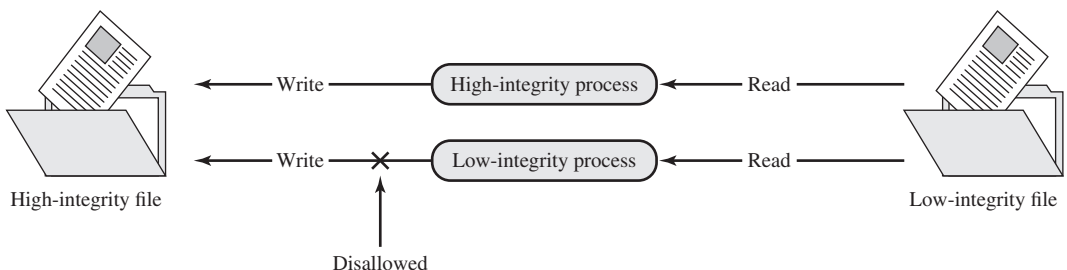 Write
High-integrity process
Read
Write
Low-integrity process
Read
High-integrity file
Low-integrity file
Disallowed